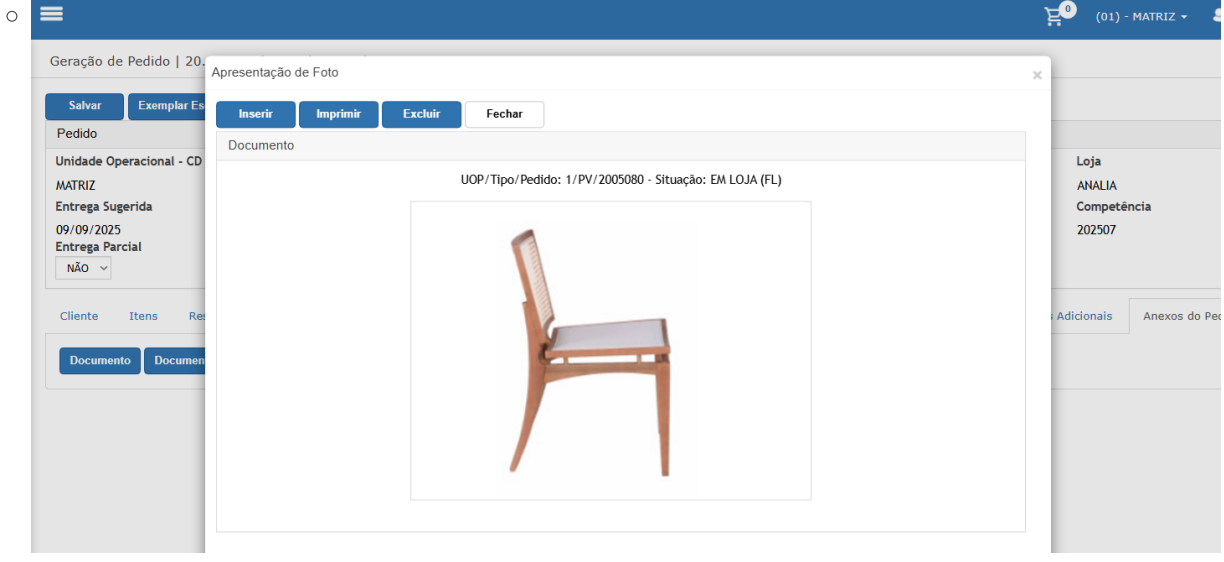 0
(01) - MATRIZ
Geração de Pedido | 20.
Apresentação de Foto
×
Salvar
Exemplar Es
Inserir
Imprimir
Excluir
Fechar
Pedido
Documento
Unidade Operacional - CD
Loja
MATRIZ
UOP/Tipo/Pedido: 1/PV/2005080 - Situação: EM LOJA (FL)
ANALIA
Entrega Sugerida
Competência
09/09/2025
202507
Entrega Parcial
NÃO
Cliente
Itens
Res
s Adicionais
Anexos do Ped
Documento
Documen